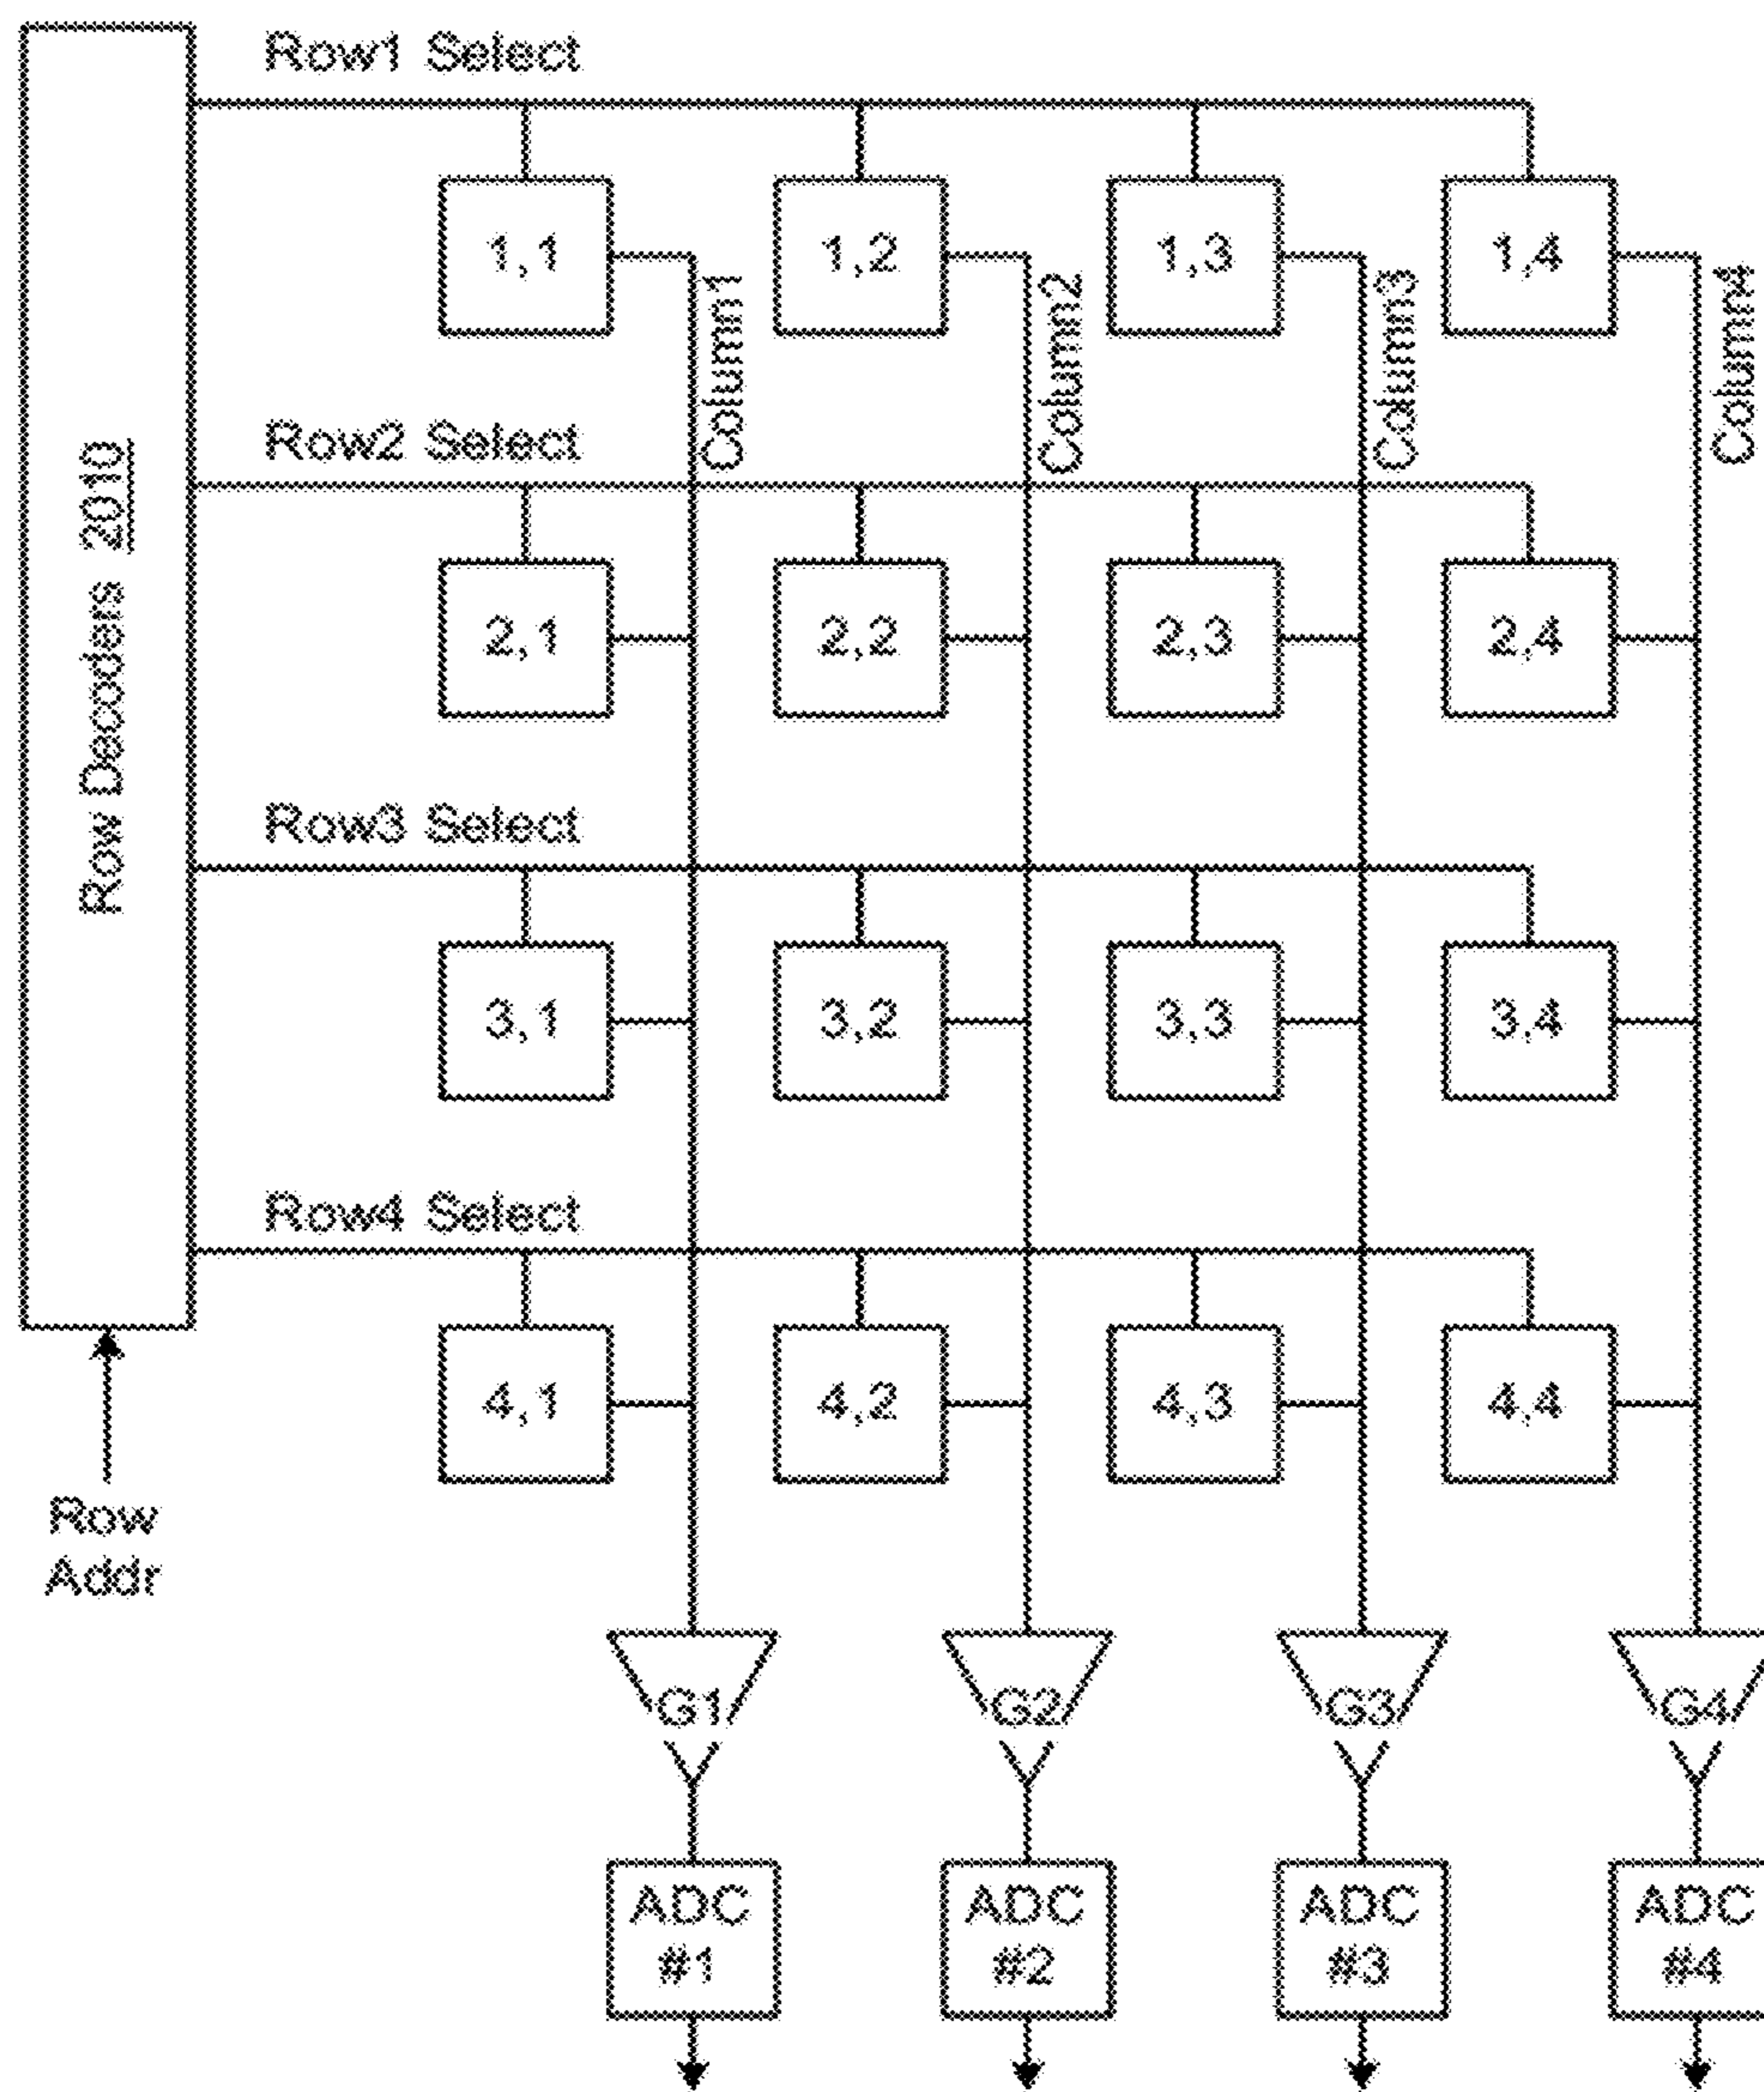 Row1 Select
1,1
1,2
1,3
1,4
Column1
Column2
Column3
Column4
Row Decoders 2010
Row2 Select
2,1
2,2
2,3
2,4
Row3 Select
3,1
3,2
3,3
3,4
Row4 Select
4,1
4,2
4,3
4,4
Row
Addr
G1
G2
G3
G4
ADC
#1
ADC
#2
ADC
#3
ADC
#4